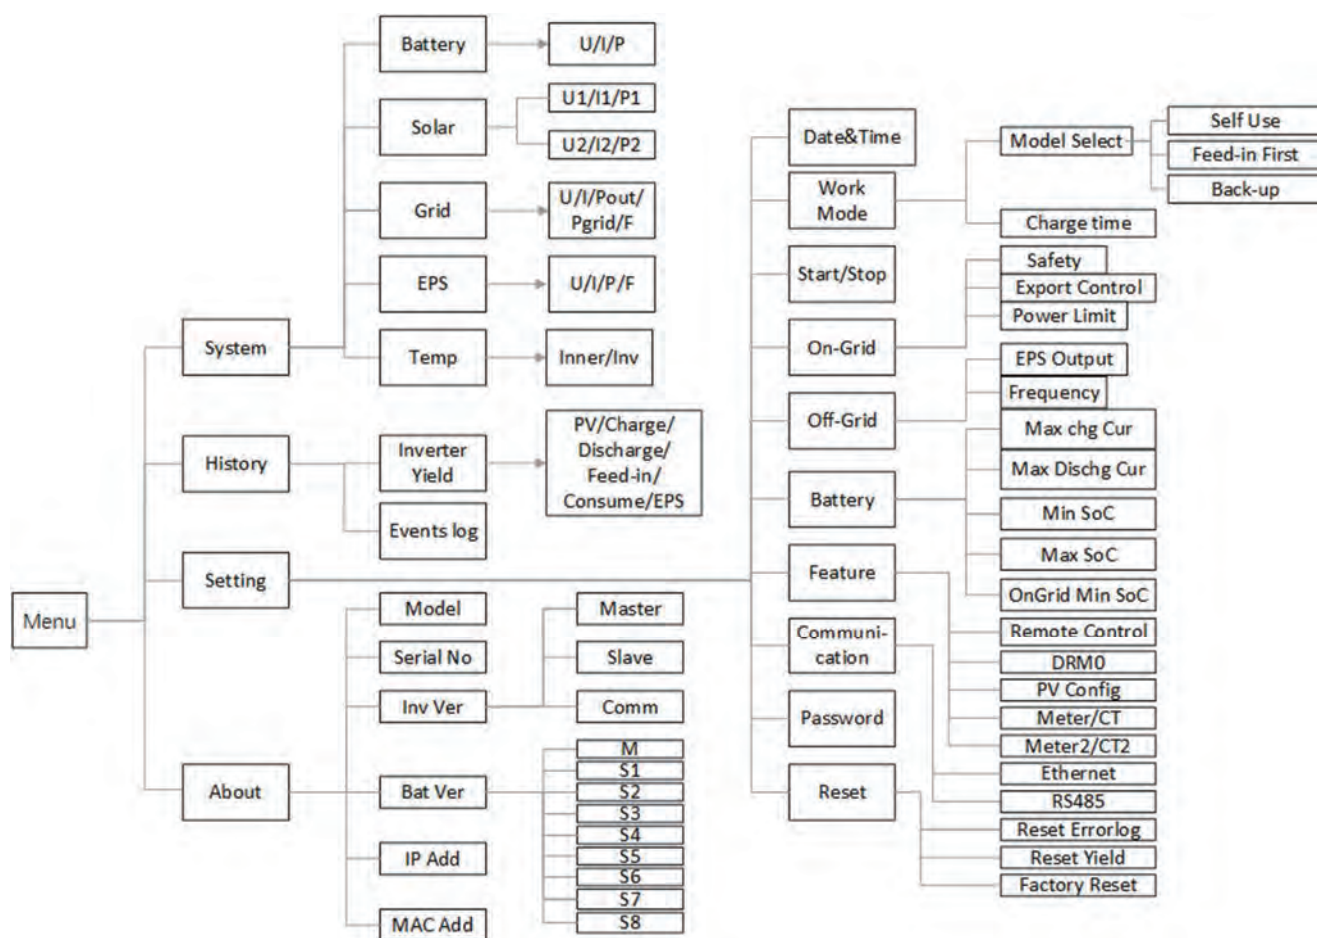 Menu
System
Battery
U/I/P
Solar
U1/I1/P1
U2/I2/P2
Grid
U/I/Pout/
Pgrid/F
EPS
U/I/P/F
Temp
Inner/Inv
History
Inverter
Yield
PV/Charge/
Discharge/
Feed-in/
Consume/EPS
Events log
Setting
Date&Time
Work
Mode
Model Select
Self Use
Feed-in First
Back-up
Charge time
Start/Stop
On-Grid
Safety
Export Control
Power Limit
Off-Grid
EPS Output
Frequency
Battery
Max chg Cur
Max Dischg Cur
Min SoC
Max SoC
OnGrid Min SoC
Feature
Remote Control
DRM0
PV Config
Meter/CT
Meter2/CT2
Communi-
cation
Ethernet
RS485
Password
Reset
Reset Errorlog
Reset Yield
Factory Reset
About
Model
Serial No
Inv Ver
Master
Slave
Comm
Bat Ver
M
S1
S2
S3
S4
S5
S6
S7
S8
IP Add
MAC Add